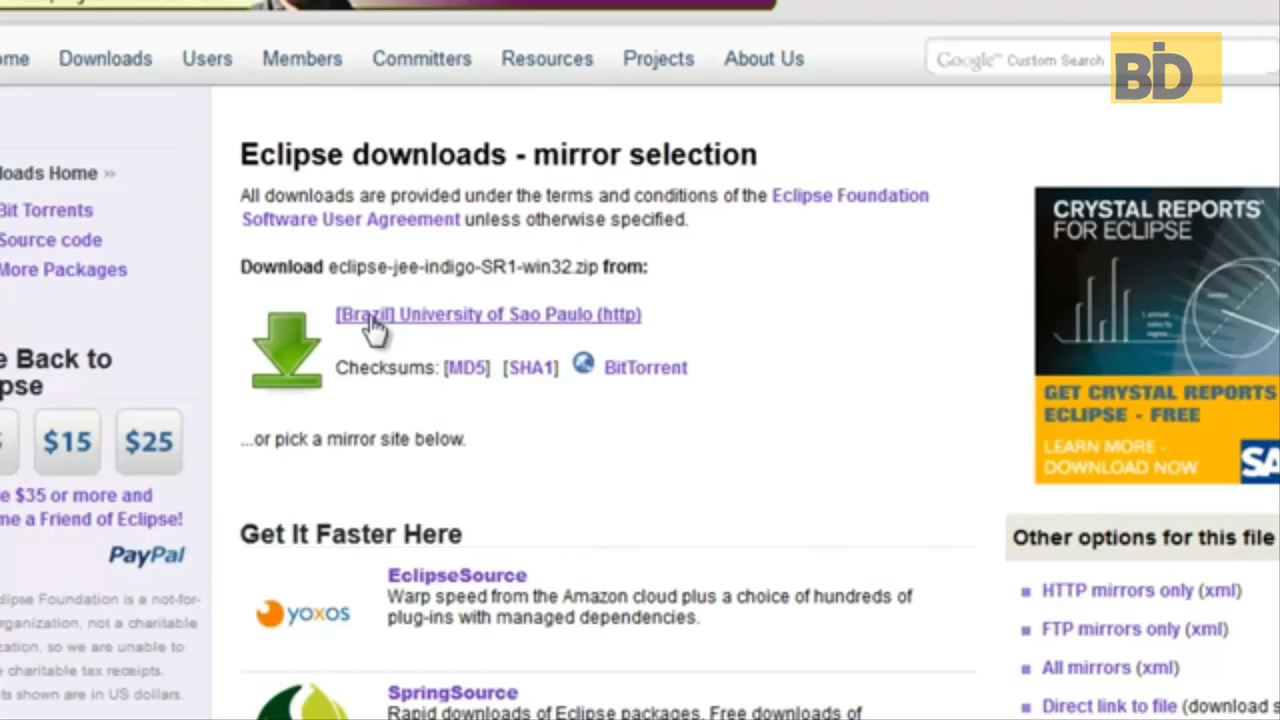 ome Downloads Users Members Committers Resources Projects About Us
Google™ Custom Search
BD
loads Home »
Bit Torrents
Source code
More Packages
e Back to
pse
$15 $25
e $35 or more and
me a Friend of Eclipse!
PayPal
lipse Foundation is a not-for-
rganization, not a charitable
zation, so we are unable to
charitable tax receipts.
ts shown are in US dollars.
Eclipse downloads - mirror selection
All downloads are provided under the terms and conditions of the Eclipse Foundation
Software User Agreement unless otherwise specified.
Download eclipse-jee-indigo-SR1-win32.zip from:
[Brazil] University of Sao Paulo (http)
Checksums: [MD5] [SHA1] BitTorrent
...or pick a mirror site below.
Get It Faster Here
yoxos
EclipseSource
Warp speed from the Amazon cloud plus a choice of hundreds of
plug-ins with managed dependencies.
SpringSource
Rapid downloads of Eclipse packages. Free downloads of
CRYSTAL REPORTS
FOR ECLIPSE
GET CRYSTAL REPORTS
ECLIPSE - FREE
LEARN MORE -
DOWNLOAD NOW
SA
Other options for this file
HTTP mirrors only (xml)
FTP mirrors only (xml)
All mirrors (xml)
Direct link to file (download s